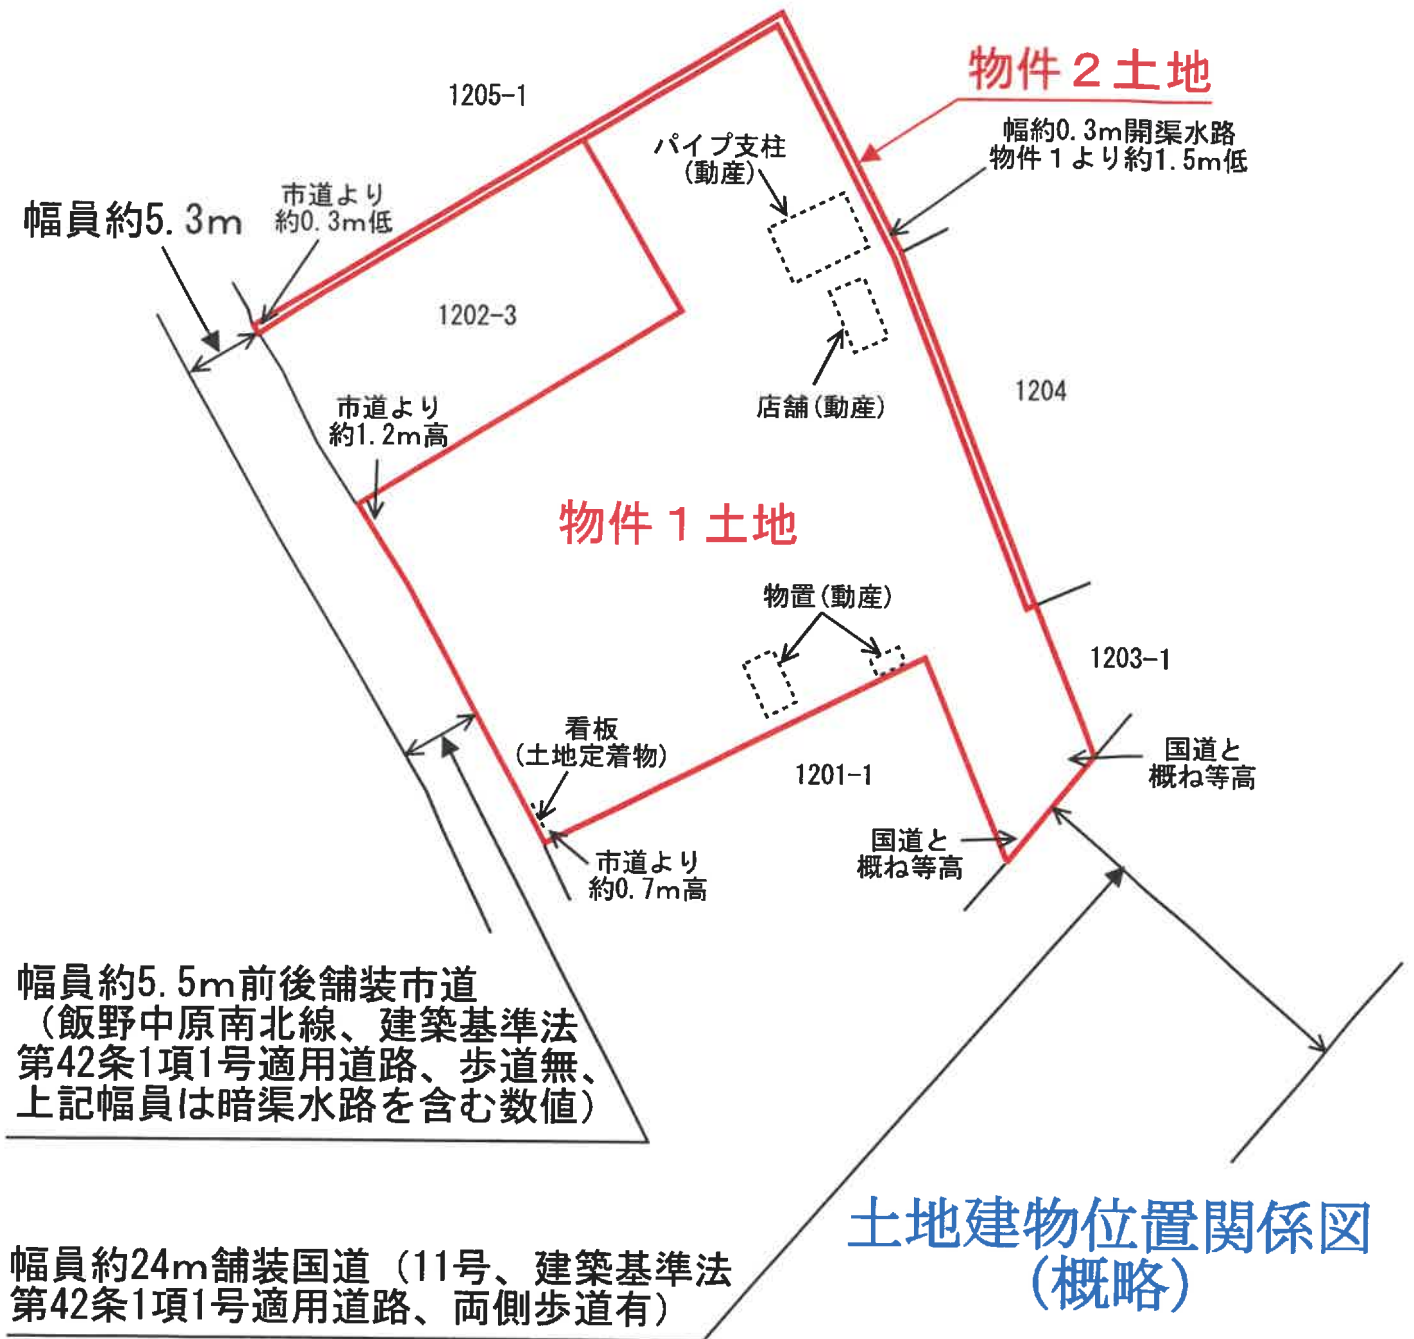 物件２土地
1205-1
幅約0.3m開渠水路
物件１より約1.5m低
パイプ支柱
(動産)
市道より
約0.3m低
幅員約5.3m
1202-3
1204
店舗(動産)
市道より
約1.2m高
物件１土地
物置(動産)
1203-1
看板
(土地定着物)
1201-1
国道と
概ね等高
国道と
概ね等高
市道より
約0.7m高
幅員約5.5m前後舗装市道
（飯野中原南北線、建築基準法
第42条1項1号適用道路、歩道無、
上記幅員は暗渠水路を含む数値）
土地建物位置関係図
(概略)
幅員約24m舗装国道（11号、建築基準法
第42条1項1号適用道路、両側歩道有）